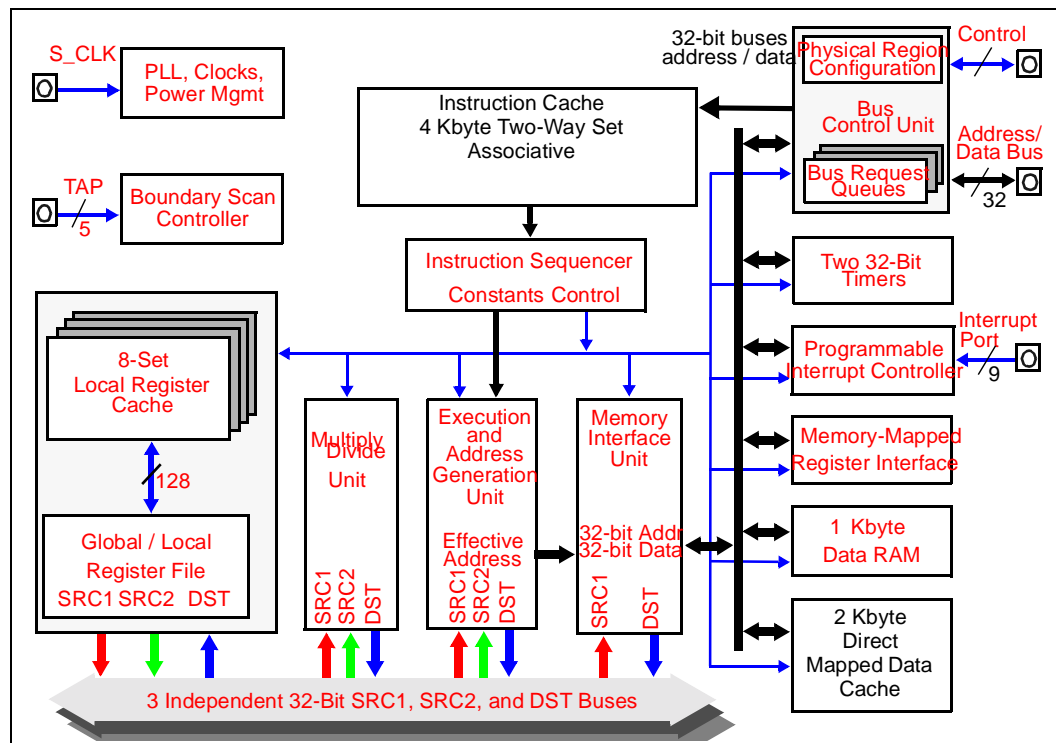 S_CLK
PLL, Clocks,
Power Mgmt
TAP
5
Boundary Scan
Controller
Instruction Cache
4 Kbyte Two-Way Set
Associative
32-bit buses
address / data
Physical Region
Configuration
Bus
Control Unit
Bus Request
Queues
Control
Address/
Data Bus
32
Instruction Sequencer
Constants Control
Two 32-Bit
Timers
Programmable
Interrupt Controller
Interrupt
Port
9
8-Set
Local Register
Cache
128
Global / Local
Register File
SRC1 SRC2 DST
Multiply
Divide
Unit
SRC1
SRC2
DST
Execution
and
Address
Generation
Unit
Effective
Address
SRC1
SRC2
DST
Memory
Interface
Unit
32-bit Addr
32-bit Data
SRC1
DST
Memory-Mapped
Register Interface
1 Kbyte
Data RAM
2 Kbyte
Direct
Mapped Data
Cache
3 Independent 32-Bit SRC1, SRC2, and DST Buses